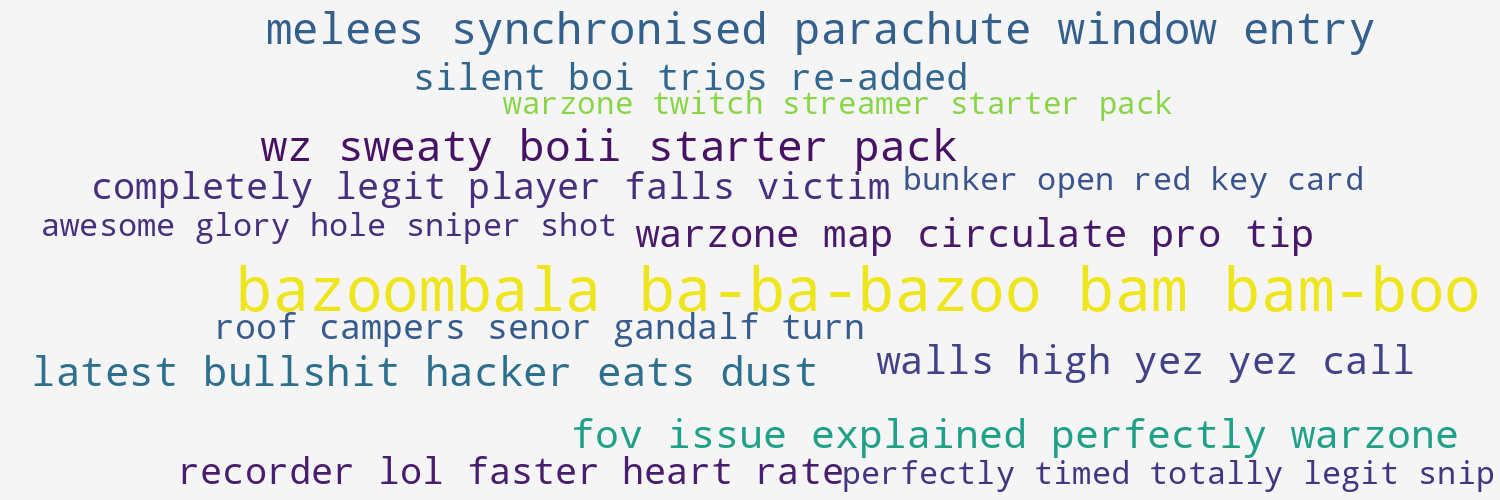 melees synchronised parachute window entry
silent boi trios re-added
warzone twitch streamer starter pack
wz sweaty boii starter pack
completely legit player falls victim
bunker open red key card
awesome glory hole sniper shot
warzone map circulate pro tip
bazoombala ba-ba-bazoo bam bam-boo
roof campers senor gandalf turn
latest bullshit hacker eats dust
walls high yez yez call
fov issue explained perfectly warzone
recorder lol faster heart rate
perfectly timed totally legit snip